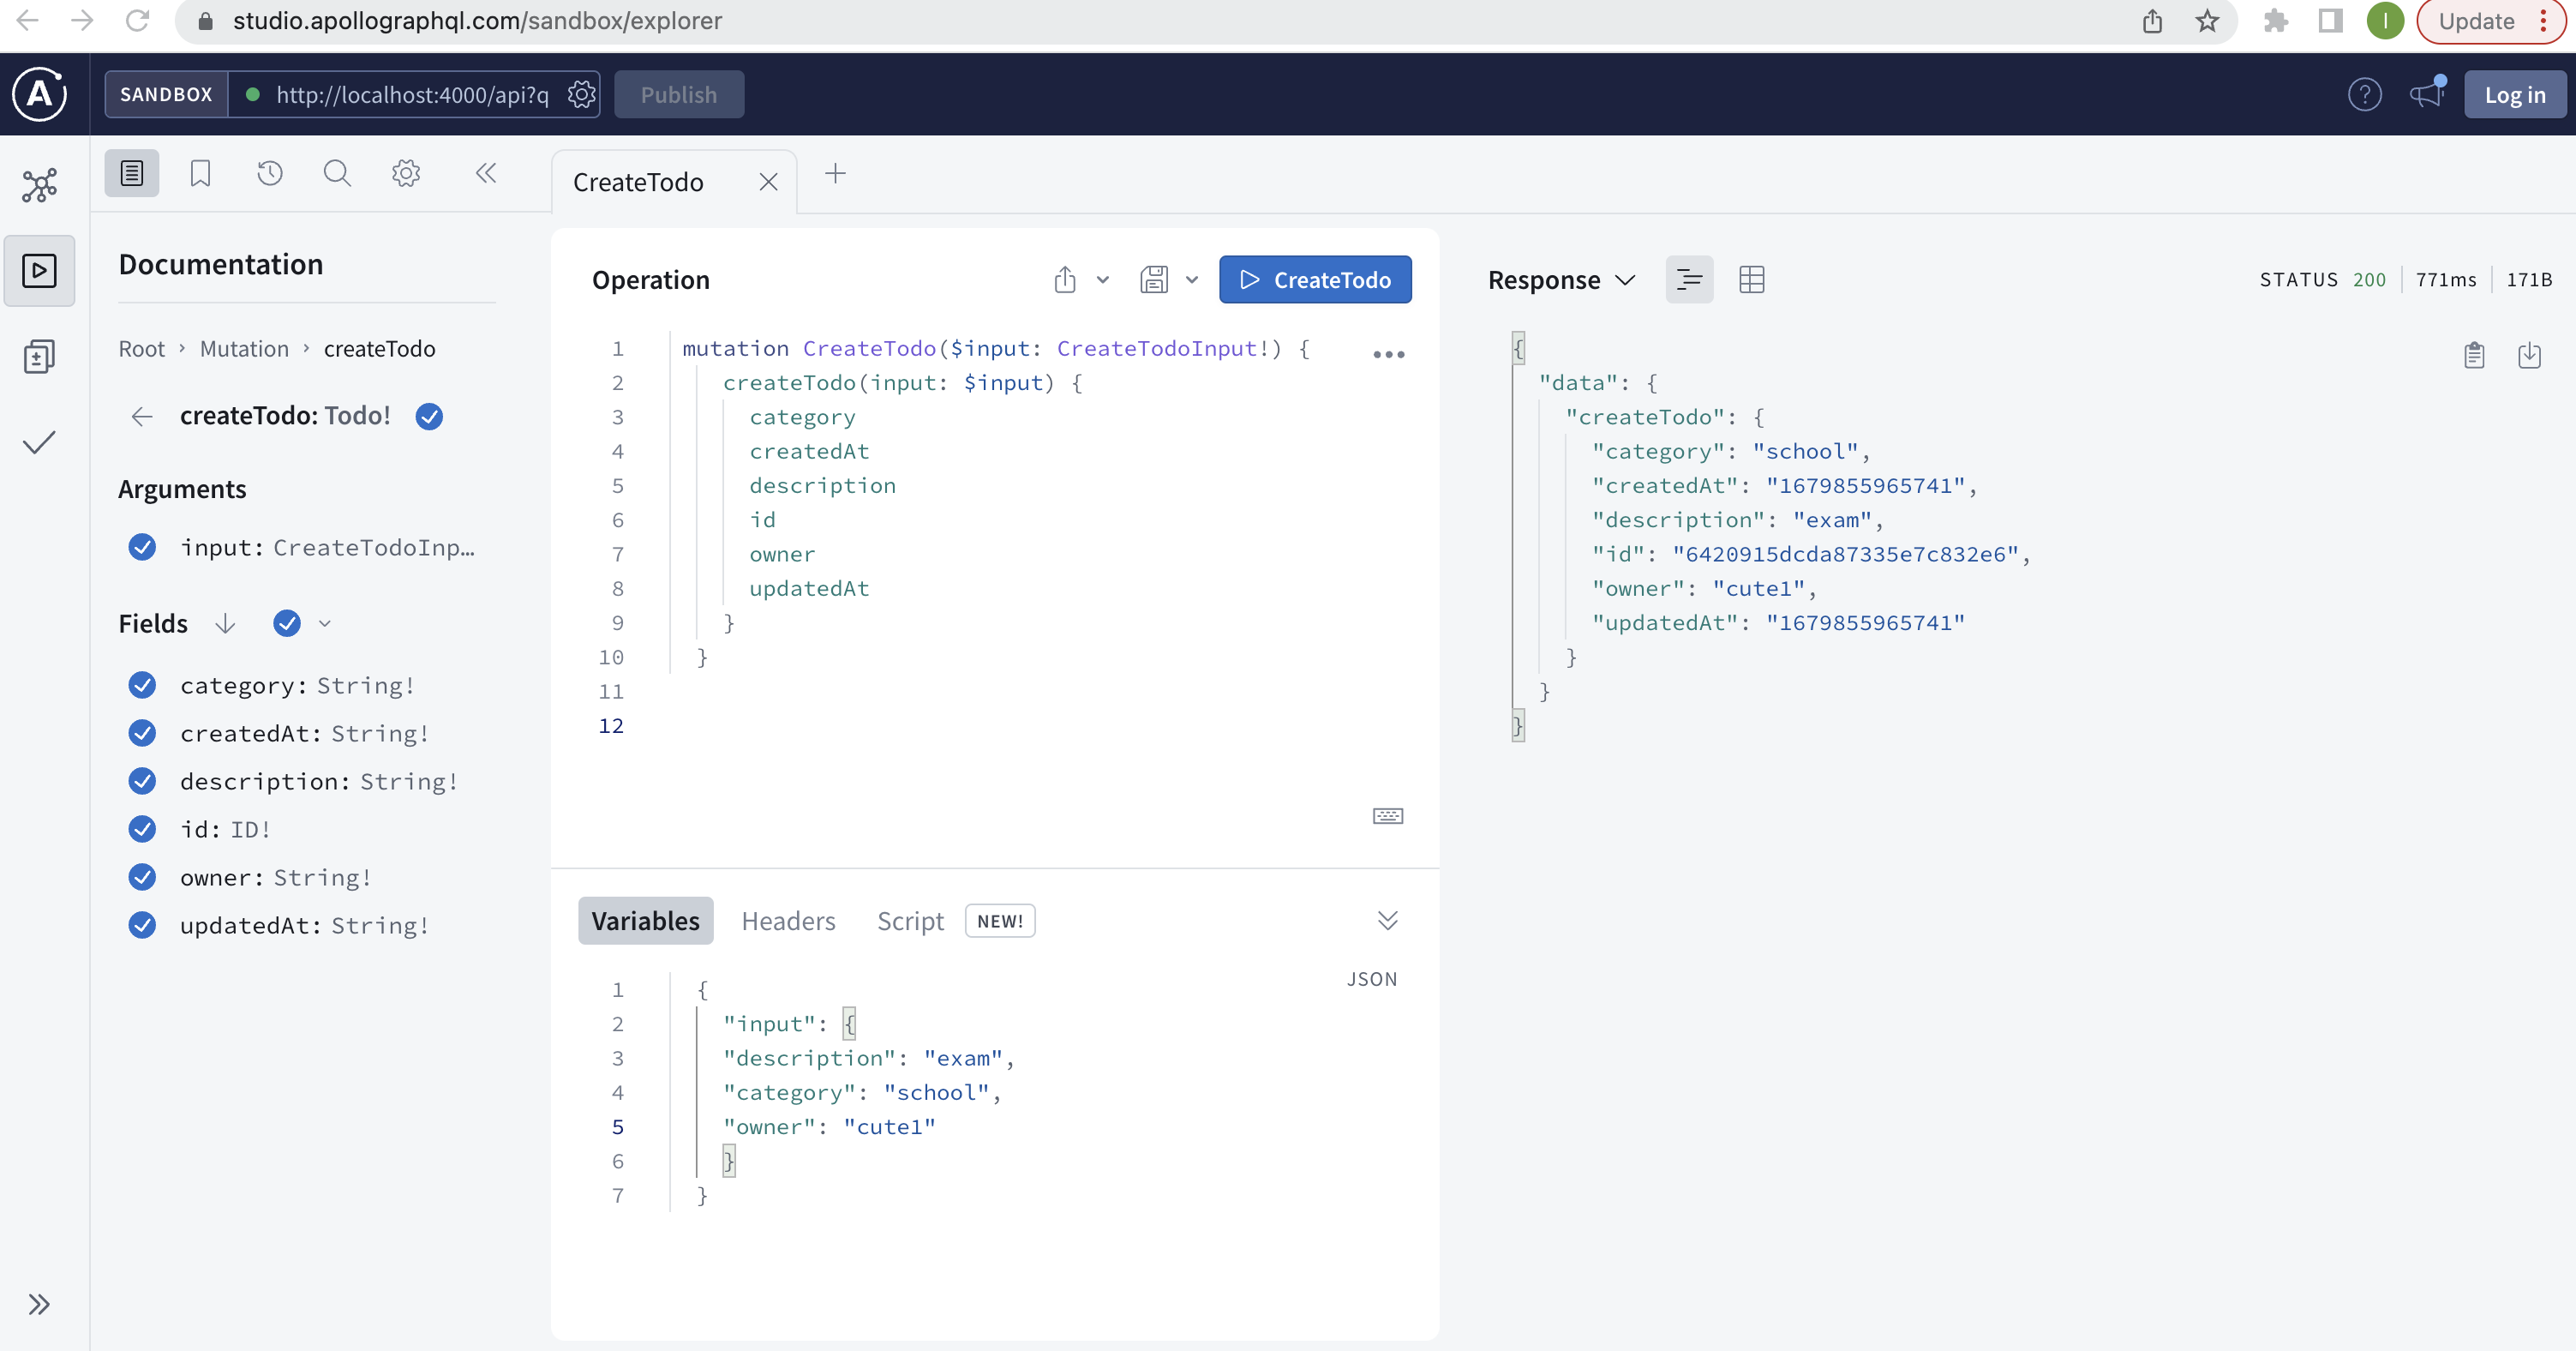 studio.apollographql.com/sandbox/explorer
I
Update
A
SANDBOX
http://localhost:4000/api?q
Publish
?
Log in
CreateTodo
Documentation
Root › Mutation › createTodo
createTodo: Todo!
Arguments
input: CreateTodoInp…
Fields
category: String!
createdAt: String!
description: String!
id: ID!
owner: String!
updatedAt: String!
Operation
CreateTodo
1 mutation CreateTodo($input: CreateTodoInput!) {
2 createTodo(input: $input) {
3 category
4 createdAt
5 description
6 id
7 owner
8 updatedAt
9 }
10 }
11
12
Variables Headers Script NEW!
JSON
1 {
2 "input": {
3 "description": "exam",
4 "category": "school",
5 "owner": "cute1"
6 }
7 }
Response
STATUS 200 771ms 171B
{
"data": {
"createTodo": {
"category": "school",
"createdAt": "1679855965741",
"description": "exam",
"id": "6420915dcda87335e7c832e6",
"owner": "cute1",
"updatedAt": "1679855965741"
}
}
}